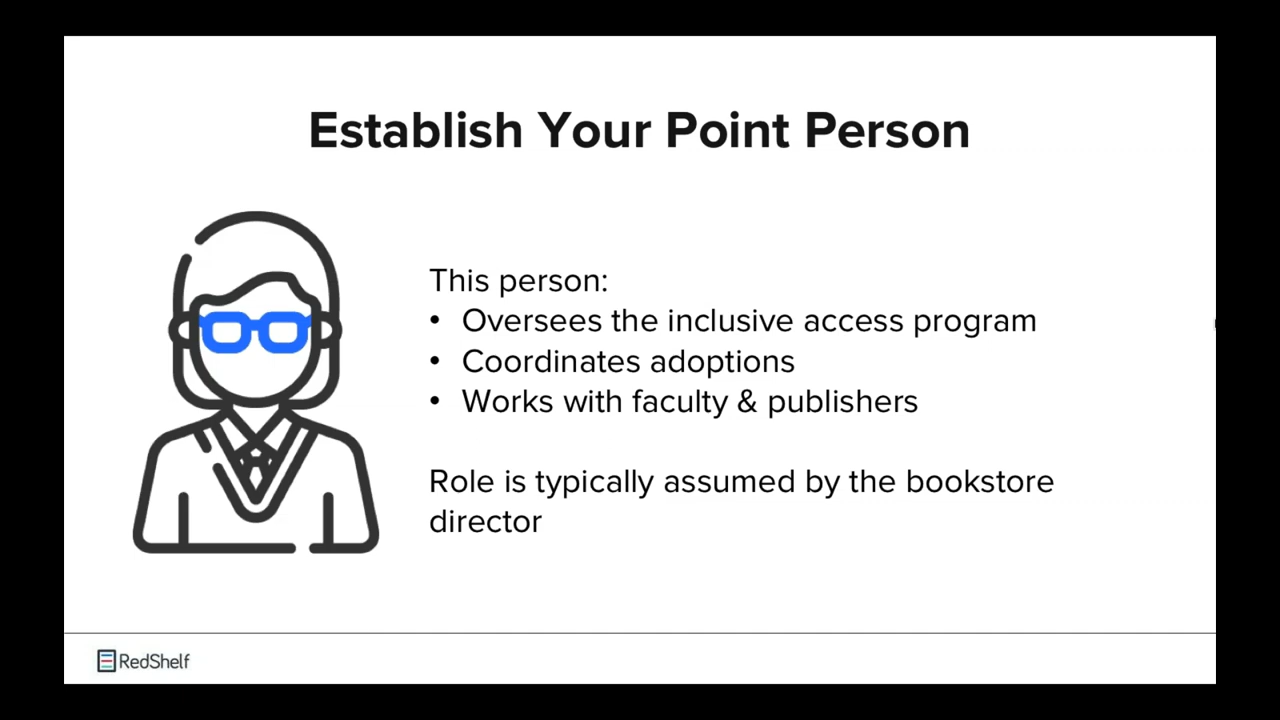 Establish Your Point Person
This person:
• Oversees the inclusive access program
• Coordinates adoptions
• Works with faculty & publishers
Role is typically assumed by the bookstore
director
RedShelf